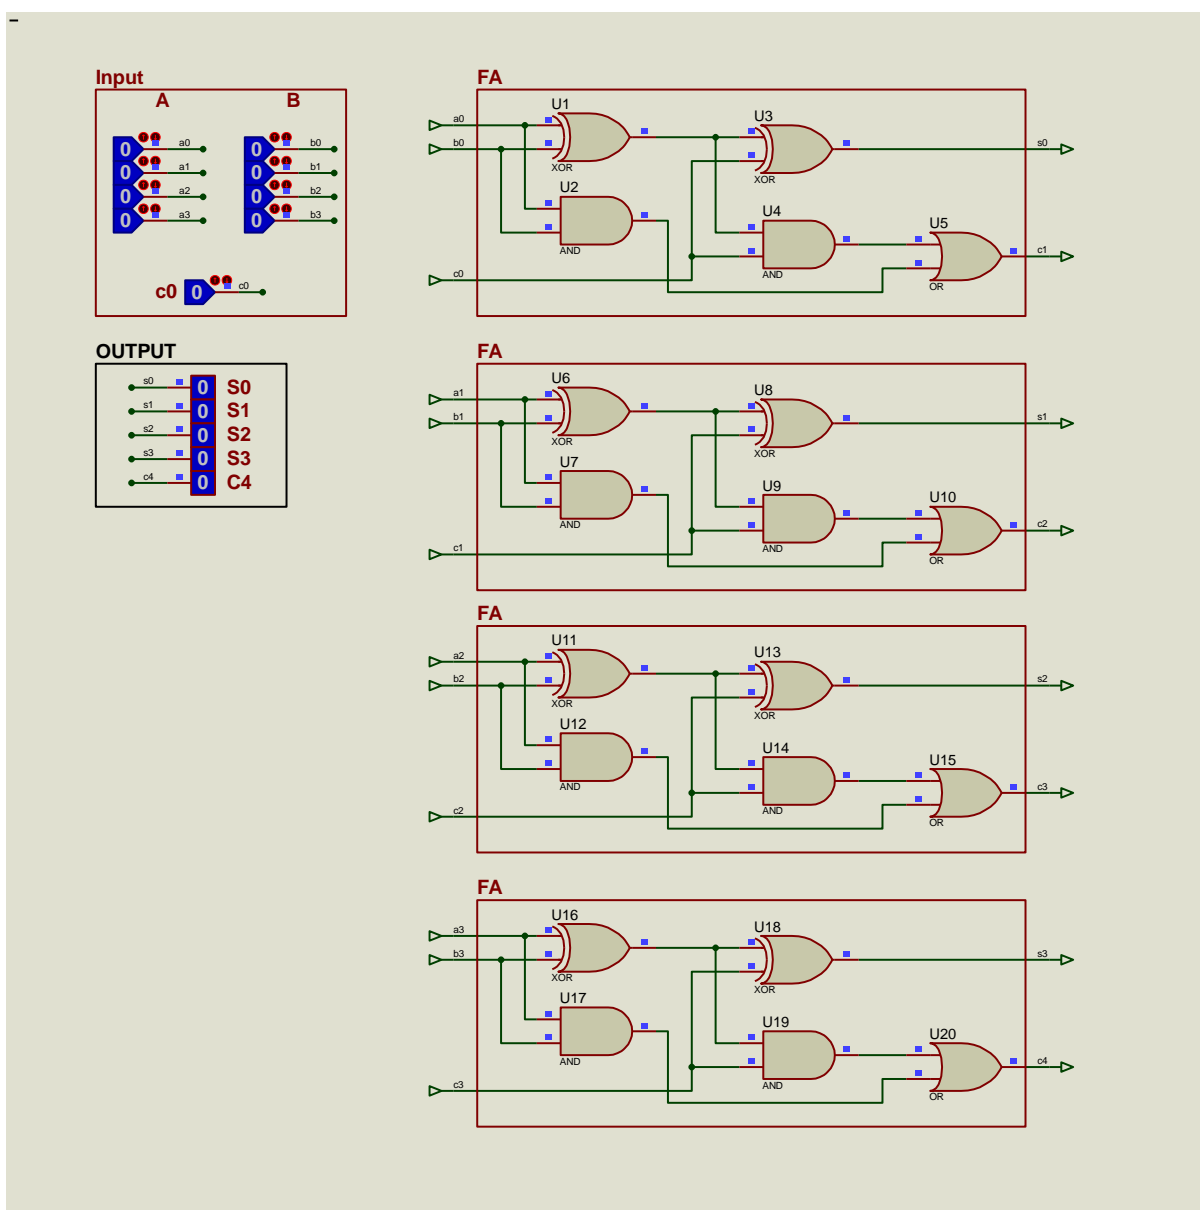 Input
A B
0 a0 0 b0
0 a1 0 b1
0 a2 0 b2
0 a3 0 b3
c0 0 c0
OUTPUT
s0 0 S0
s1 0 S1
s2 0 S2
s3 0 S3
c4 0 C4
FA
U1
a0
U3
b0
s0
XOR
XOR
U2
U4
U5
AND
c1
c0
AND
OR
FA
U6
a1
U8
b1
s1
XOR
XOR
U7
U9
U10
AND
c2
c1
AND
OR
FA
U11
a2
U13
b2
s2
XOR
XOR
U12
U14
U15
AND
c3
c2
AND
OR
FA
U16
a3
U18
b3
s3
XOR
XOR
U17
U19
U20
AND
c4
c3
AND
OR